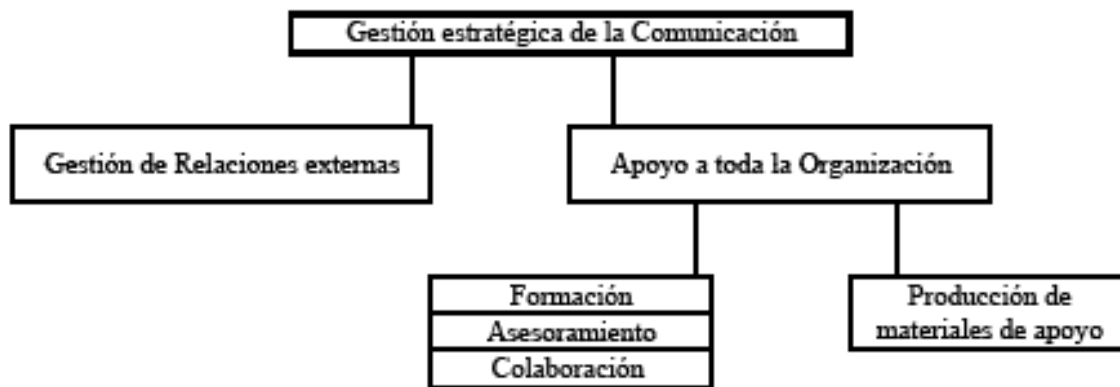 Gestión estratégica de la Comunicación
Gestión de Relaciones externas
Apoyo a toda la Organización
Formación
Asesoramiento
Colaboración
Producción de
materiales de apoyo